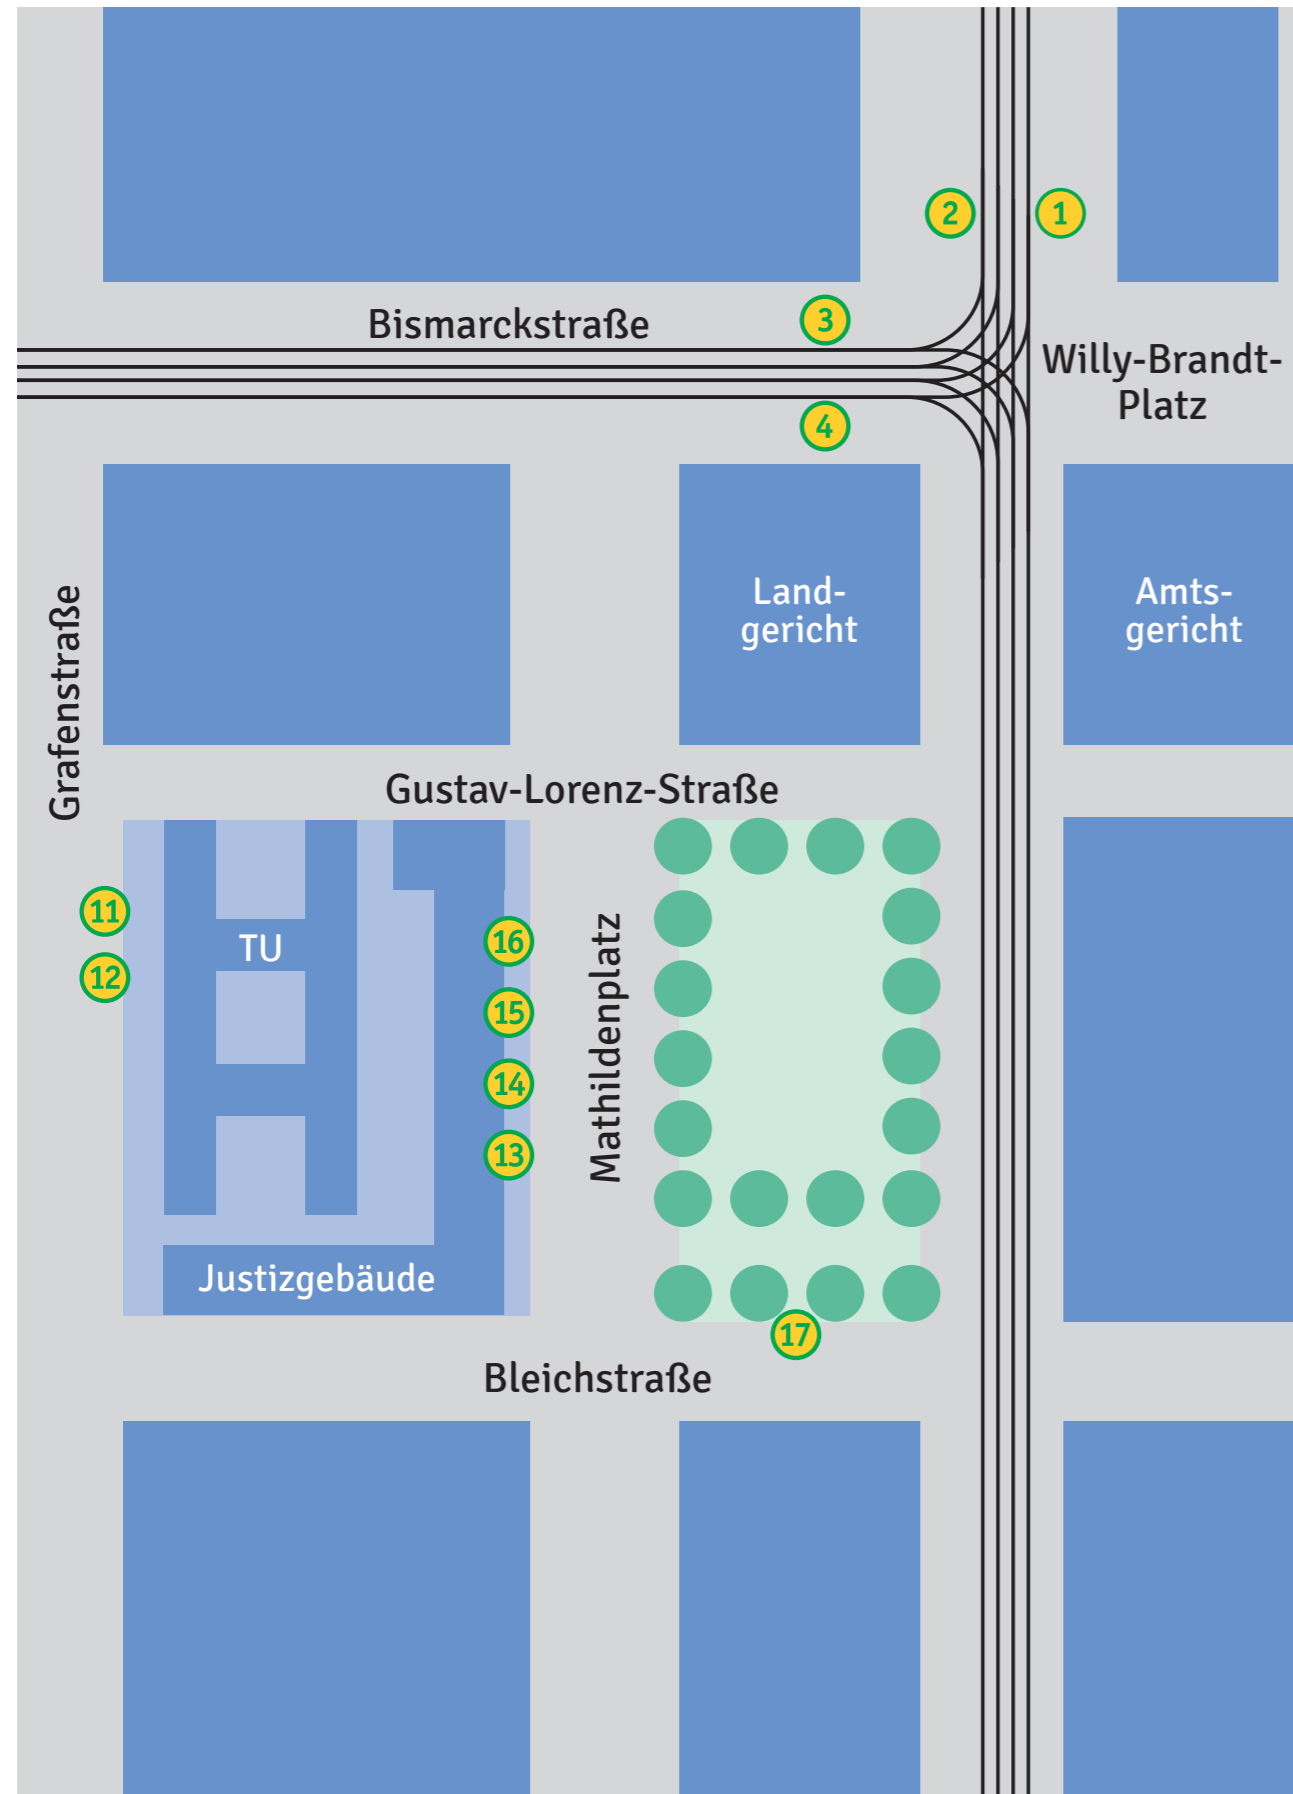 2
1
Bismarckstraße
3
Willy-Brandt-
Platz
4
Land-
gericht
Amts-
gericht
Grafenstraße
Gustav-Lorenz-Straße
11
TU
16
12
15
Mathildenplatz
14
13
Justizgebäude
17
Bleichstraße